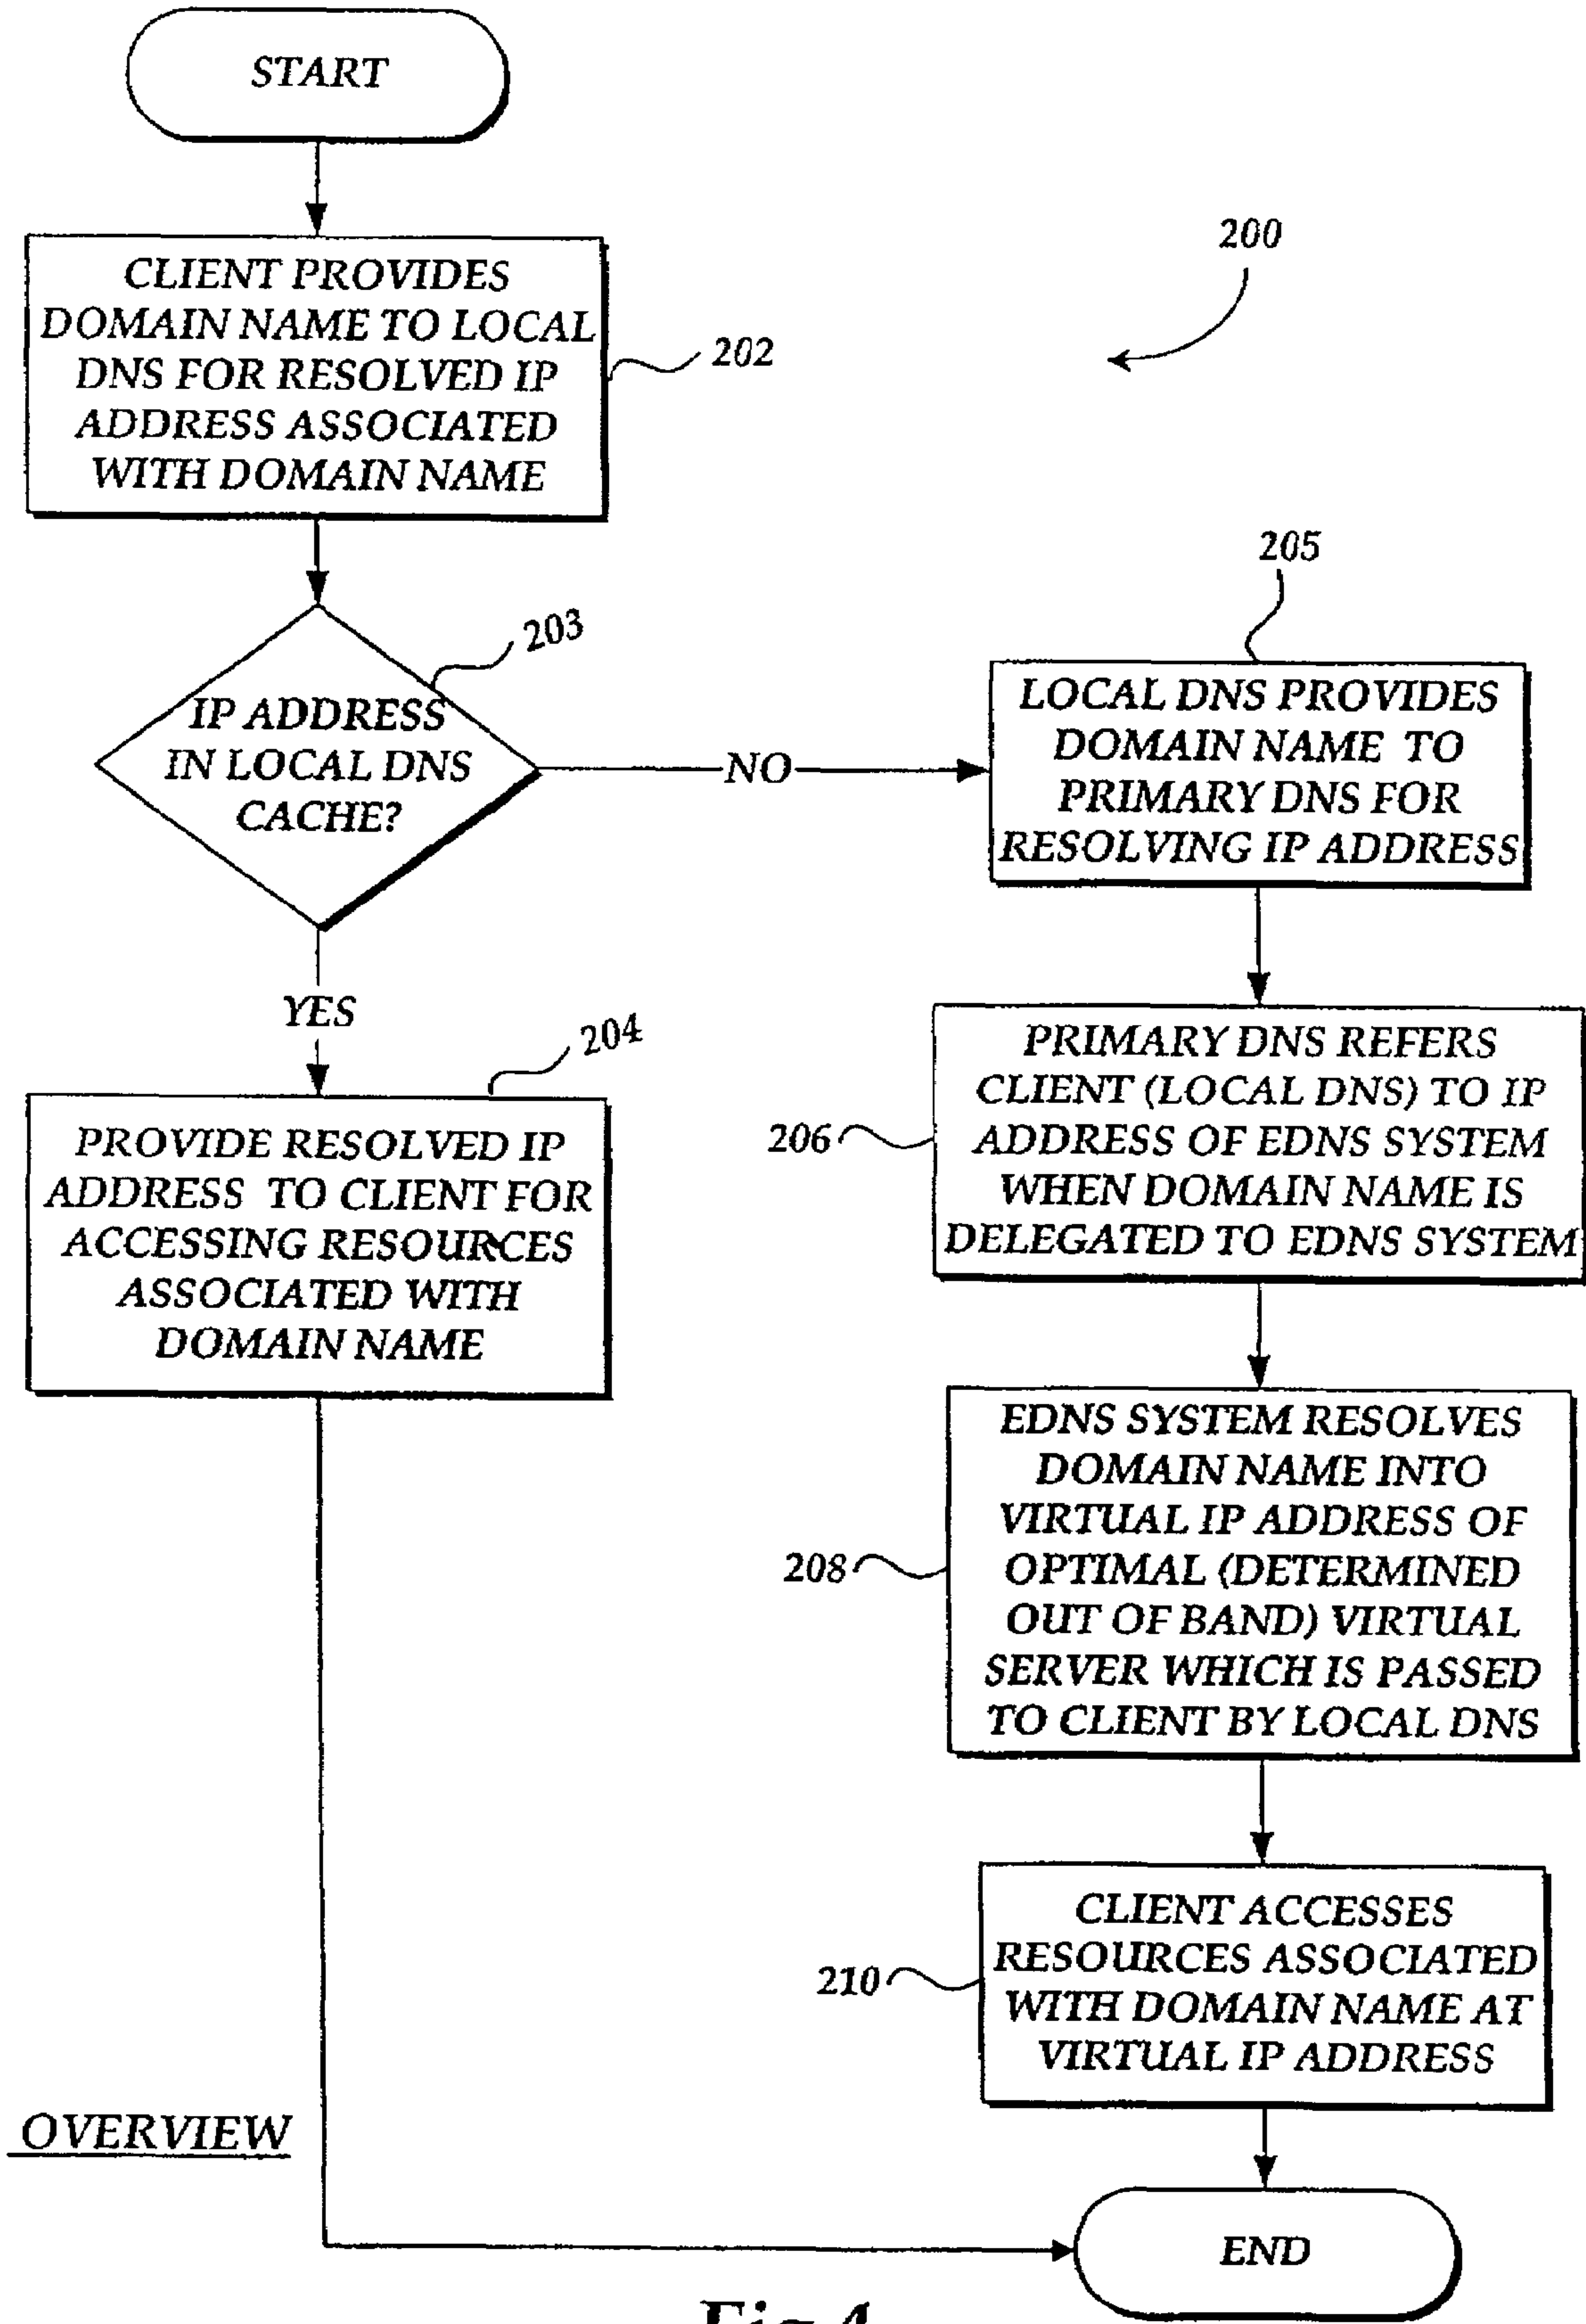 START
200
CLIENT PROVIDES
DOMAIN NAME TO LOCAL
DNS FOR RESOLVED IP
ADDRESS ASSOCIATED
WITH DOMAIN NAME
202
203
IP ADDRESS
IN LOCAL DNS
CACHE?
NO
YES
204
PROVIDE RESOLVED IP
ADDRESS TO CLIENT FOR
ACCESSING RESOURCES
ASSOCIATED WITH
DOMAIN NAME
205
LOCAL DNS PROVIDES
DOMAIN NAME TO
PRIMARY DNS FOR
RESOLVING IP ADDRESS
206
PRIMARY DNS REFERS
CLIENT (LOCAL DNS) TO IP
ADDRESS OF EDNS SYSTEM
WHEN DOMAIN NAME IS
DELEGATED TO EDNS SYSTEM
208
EDNS SYSTEM RESOLVES
DOMAIN NAME INTO
VIRTUAL IP ADDRESS OF
OPTIMAL (DETERMINED
OUT OF BAND) VIRTUAL
SERVER WHICH IS PASSED
TO CLIENT BY LOCAL DNS
210
CLIENT ACCESSES
RESOURCES ASSOCIATED
WITH DOMAIN NAME AT
VIRTUAL IP ADDRESS
OVERVIEW
END
Fig 4